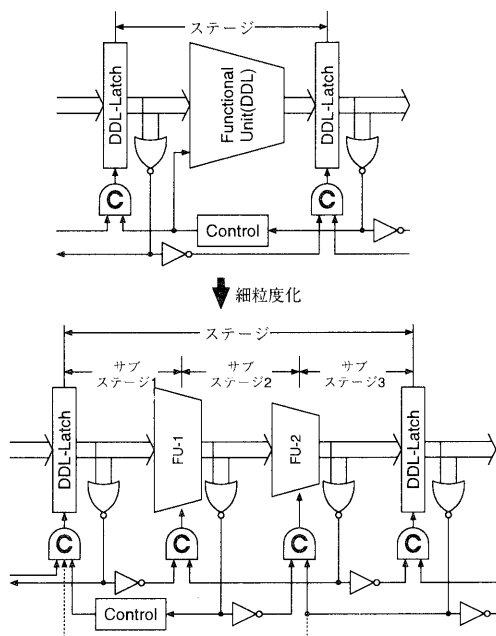 ステージ
DDL-Latch
Functional
Unit(DDL)
DDL-Latch
C
C
Control
細粒度化
ステージ
サブ
ステージ1
サブ
ステージ2
サブ
ステージ3
DDL-Latch
FU-1
FU-2
DDL-Latch
C
C
C
C
Control